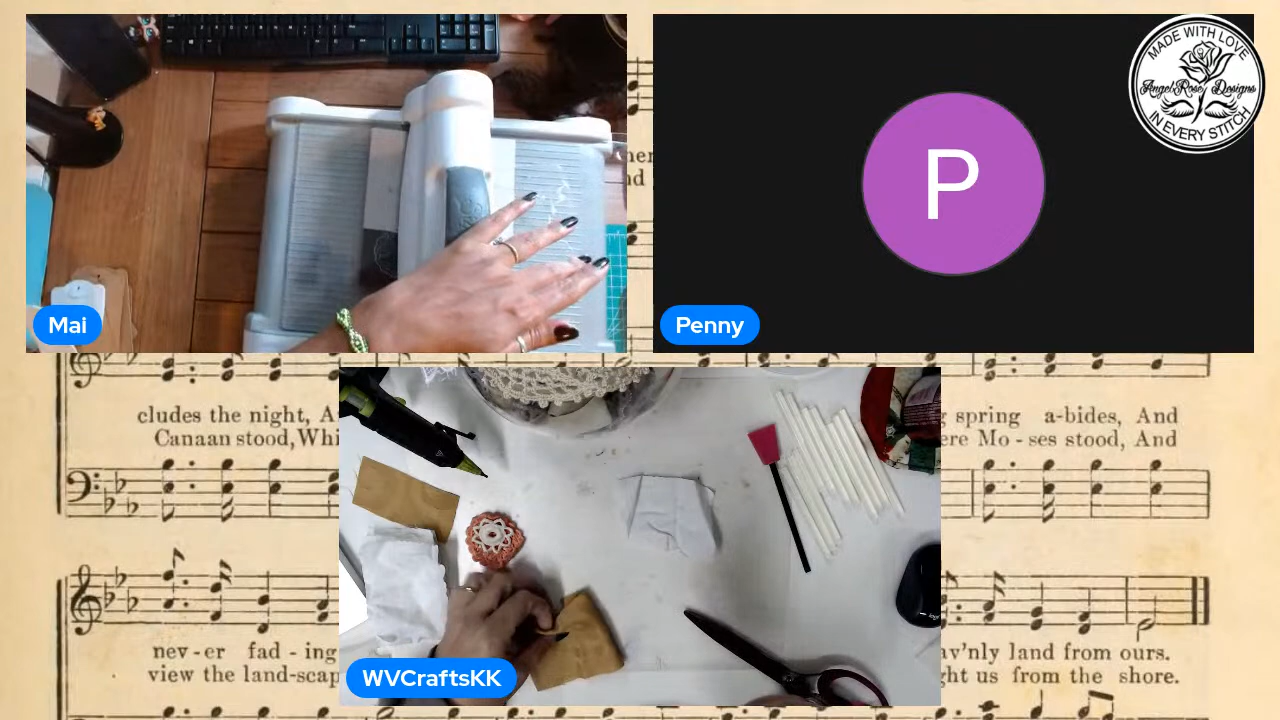 MADE WITH LOVE
AngelRose Designs
IN EVERY STITCH
P
Mai
Penny
cludes the night, A
Canaan stood, Whi
g spring a-bides, And
ere Mo - ses stood, And
nev - er fad - ing
view the land-scap
av'nly land from ours.
ght us from the shore.
WVCraftsKK